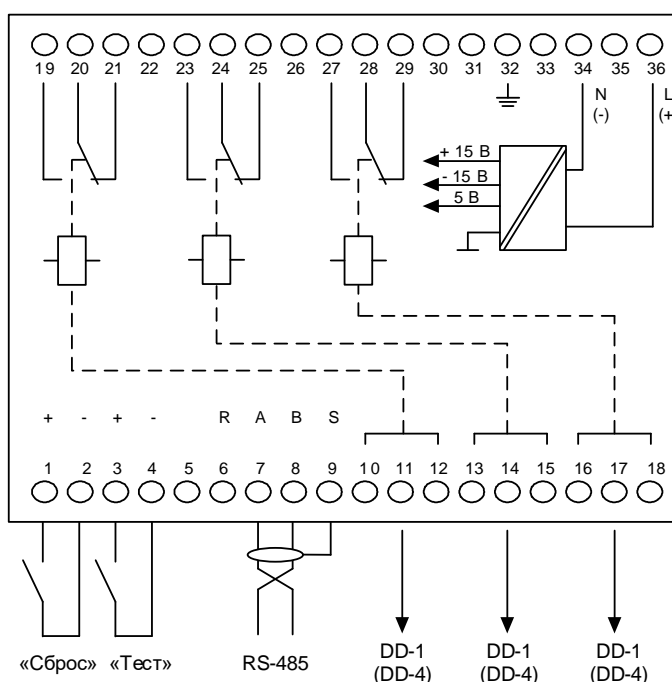 19 20 21 22 23 24 25 26 27 28 29 30 31 32 33 34 35 36
N L
(-) (+
+ 15 В
- 15 В
5 В
+ - + - R A B S
1 2 3 4 5 6 7 8 9 10 11 12 13 14 15 16 17 18
«Сброс» «Тест» RS-485 DD-1 DD-1 DD-1
(DD-4) (DD-4) (DD-4)